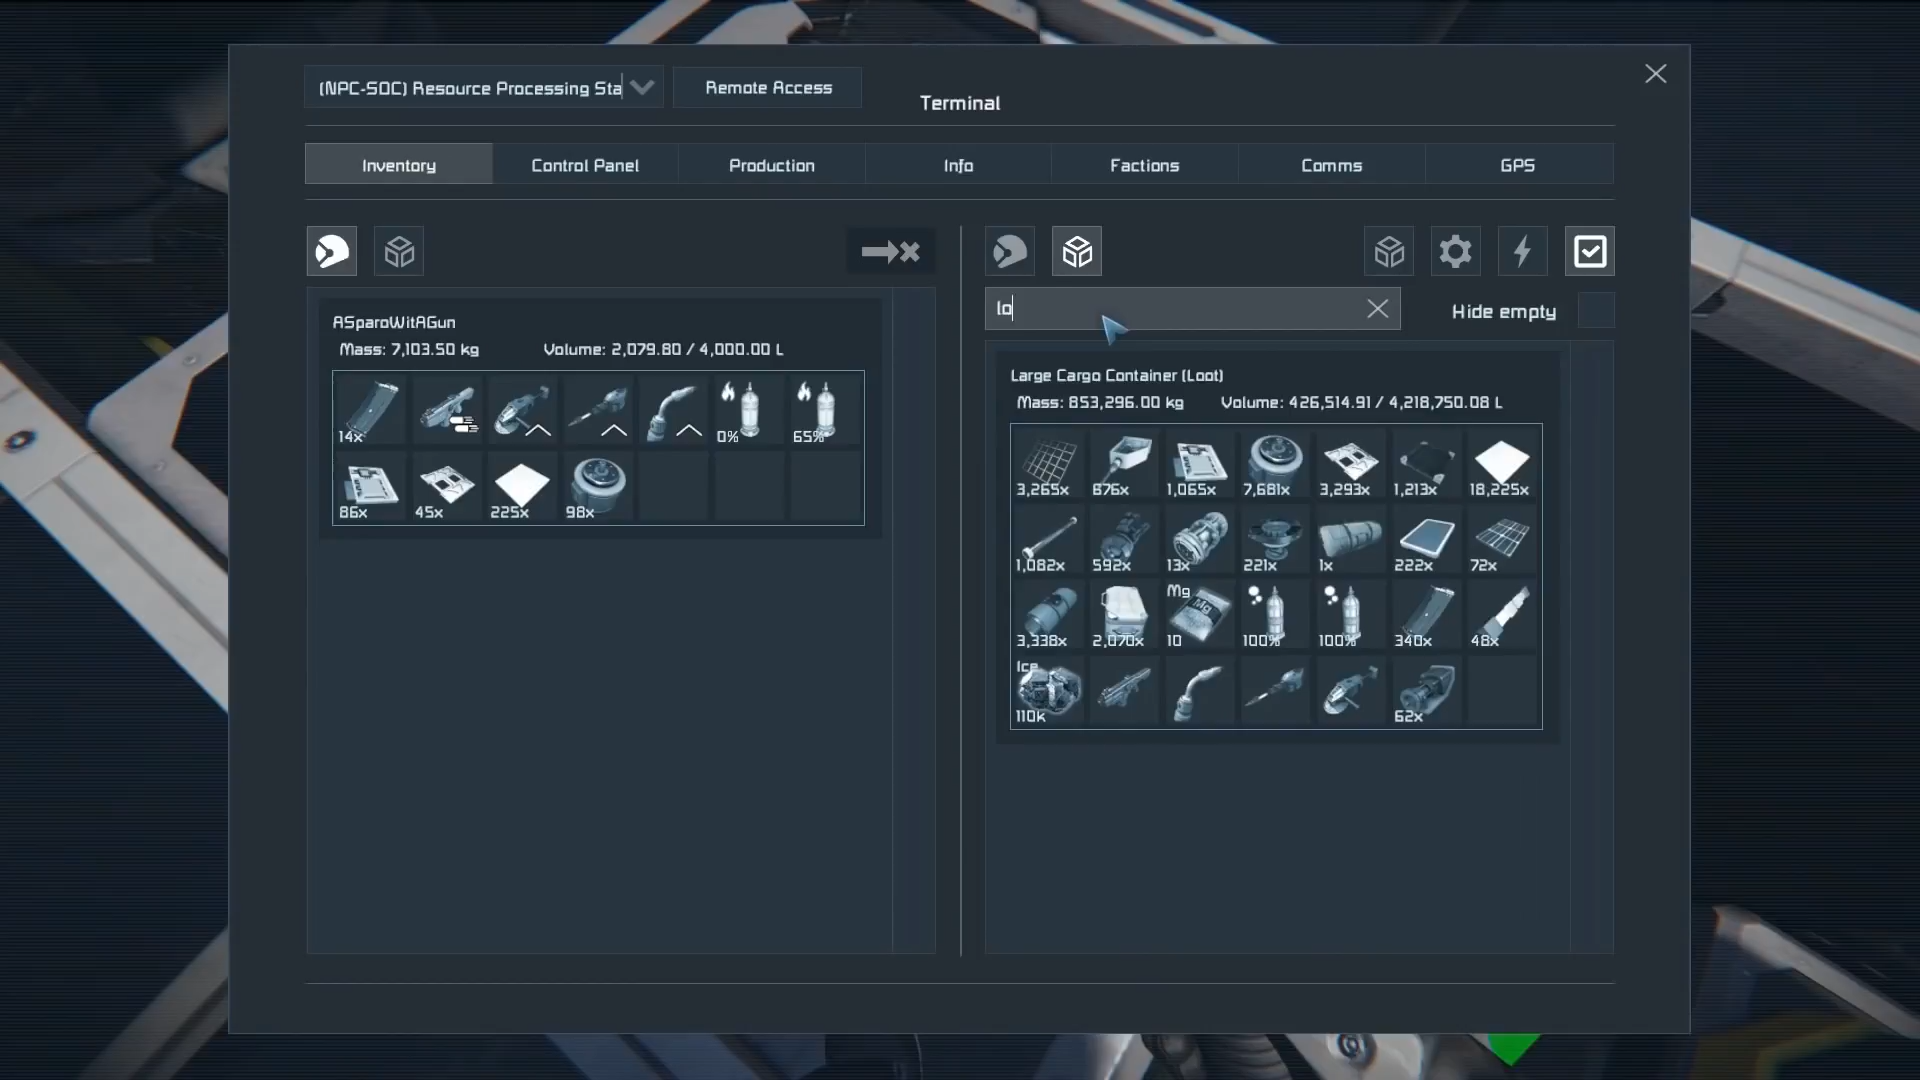 (NPC-SOC) Resource Processing Sta
Remote Access
Terminal
Inventory
Control Panel
Production
Info
Factions
Comms
GPS
lo
Hide empty
ASparoWitAGun
Mass: 7,103.50 kg
Volume: 2,079.80 / 4,000.00 L
14x
0%
65%
86x
45x
225x
98x
Large Cargo Container (Loot)
Mass: 853,296.00 kg
Volume: 426,514.91 / 4,218,750.08 L
3,265x
676x
1,065x
7,681x
3,293x
1,213x
18,225x
1,082x
592x
13x
221x
1x
222x
72x
3,338x
2,070x
Mg
Mg
10
100%
100%
340x
48x
Ice
110k
62x